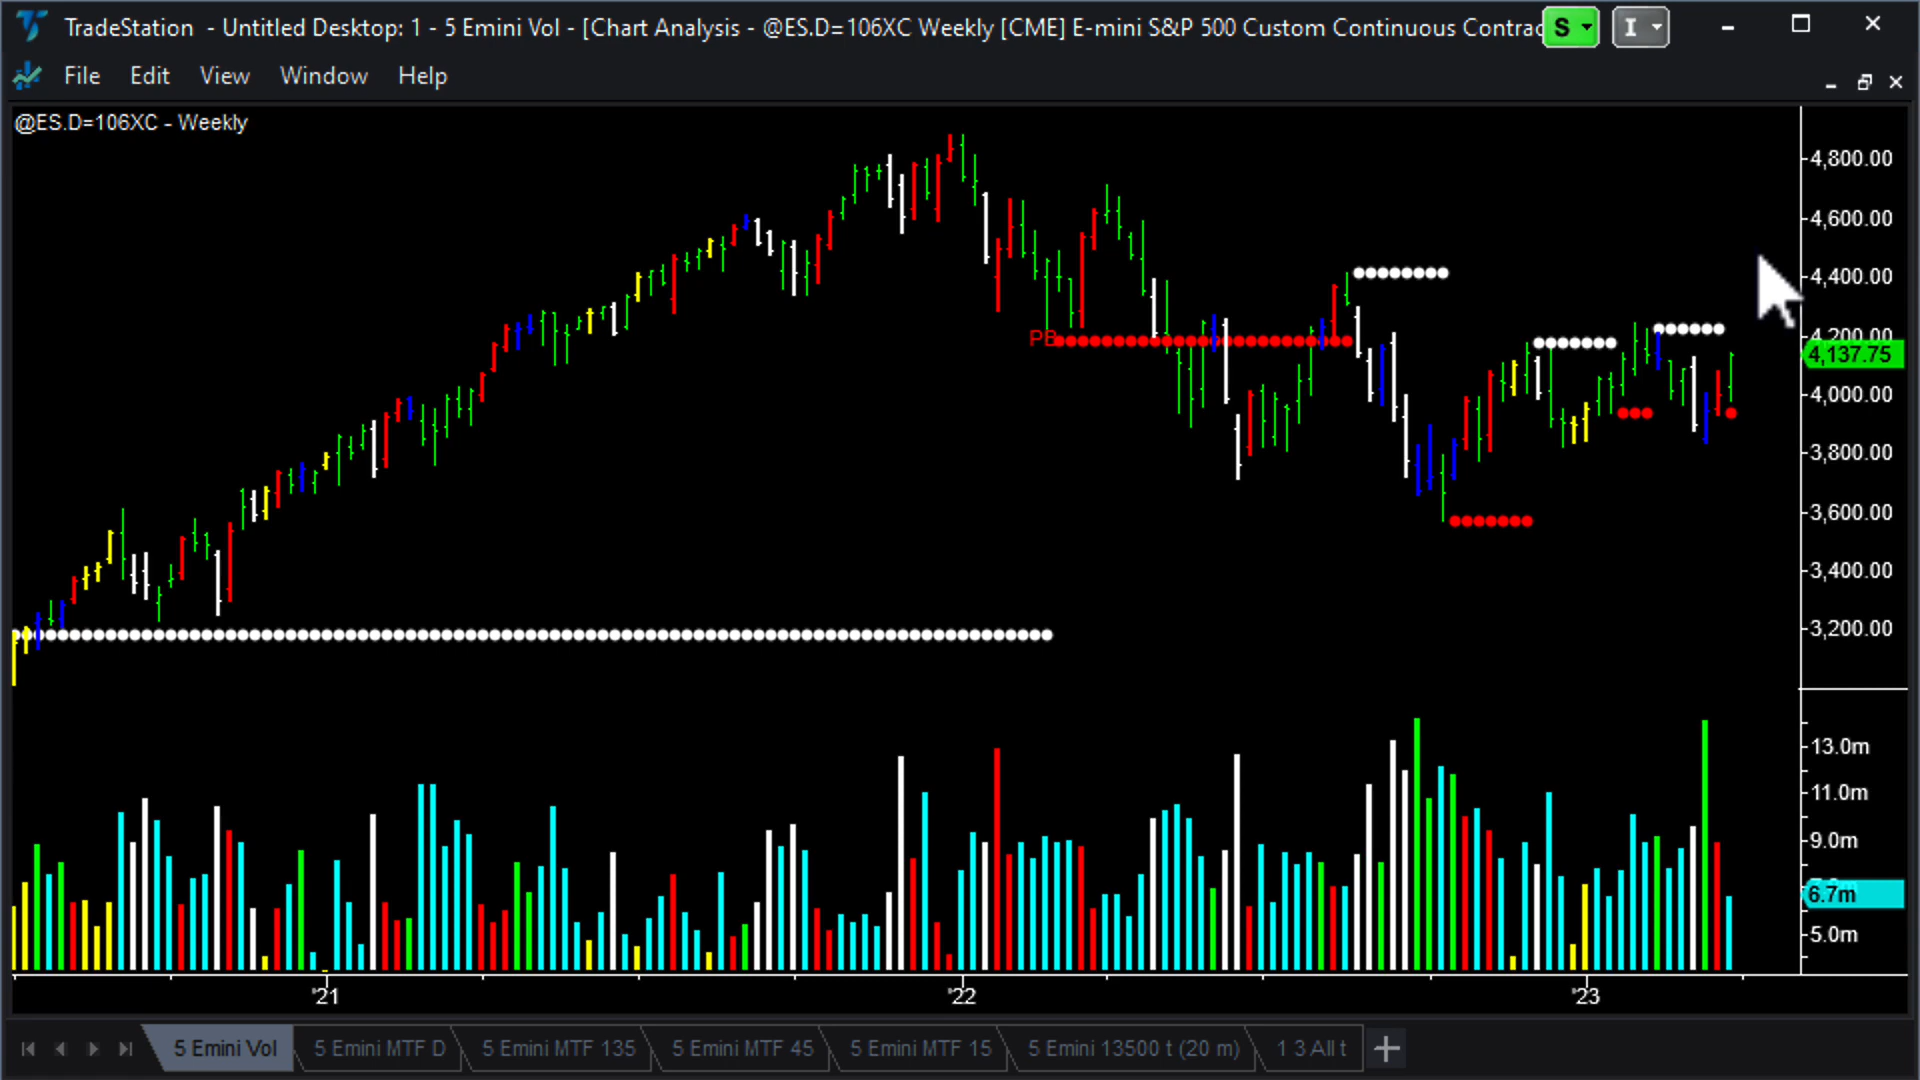 TradeStation - Untitled Desktop: 1 - 5 Emini Vol - [Chart Analysis - @ES.D=106XC Weekly [CME] E-mini S&P 500 Custom Continuous Contrac
S
I
File Edit View Window Help
@ES.D=106XC - Weekly
4,800.00
4,600.00
4,400.00
4,200.00
4,137.75
4,000.00
3,800.00
3,600.00
3,400.00
3,200.00
PB
13.0m
11.0m
9.0m
6.7m
5.0m
'21 '22 '23
5 Emini Vol 5 Emini MTF D 5 Emini MTF 135 5 Emini MTF 45 5 Emini MTF 15 5 Emini 13500 t (20 m) 1 3 All t